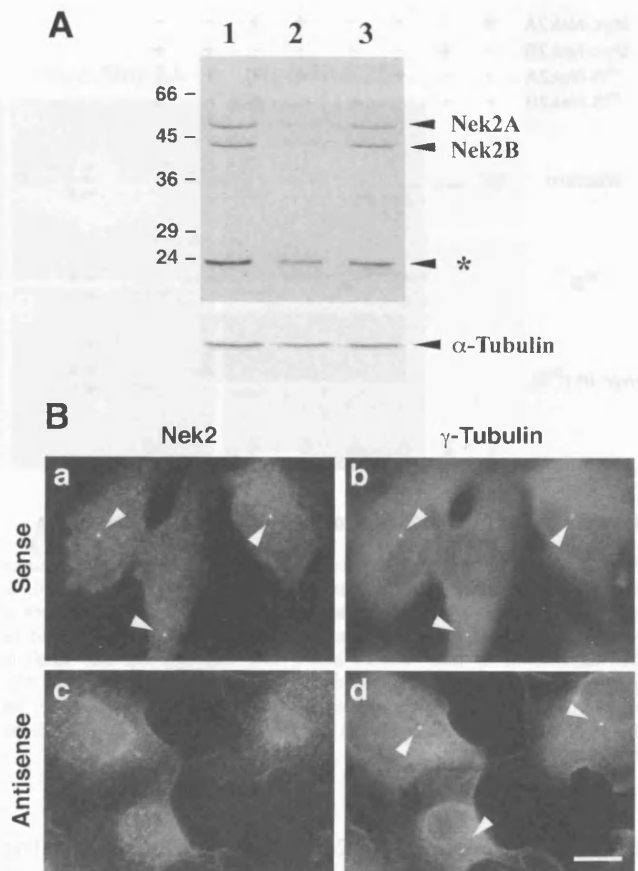 A
1 2 3
66 –
45 –
36 –
29 –
24 –
Nek2A
Nek2B
*
α-Tubulin
B
Nek2 γ-Tubulin
Sense
a b
Antisense
c d